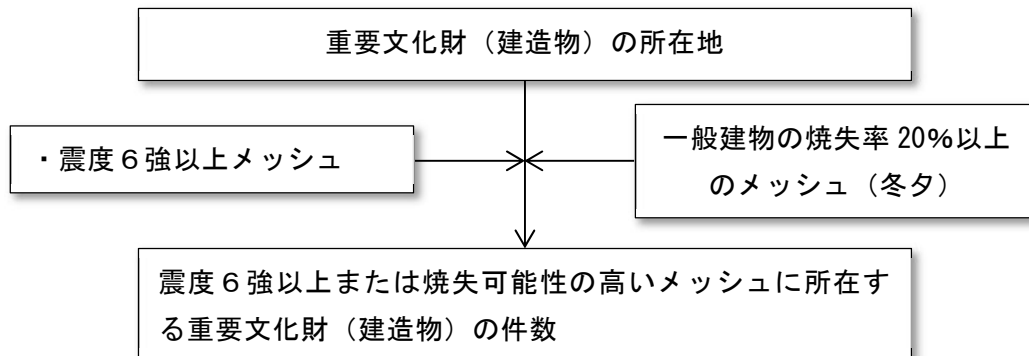 重要文化財（建造物）の所在地
・震度６強以上メッシュ
一般建物の焼失率 20％以上
のメッシュ（冬夕）
震度６強以上または焼失可能性の高いメッシュに所在す
る重要文化財（建造物）の件数